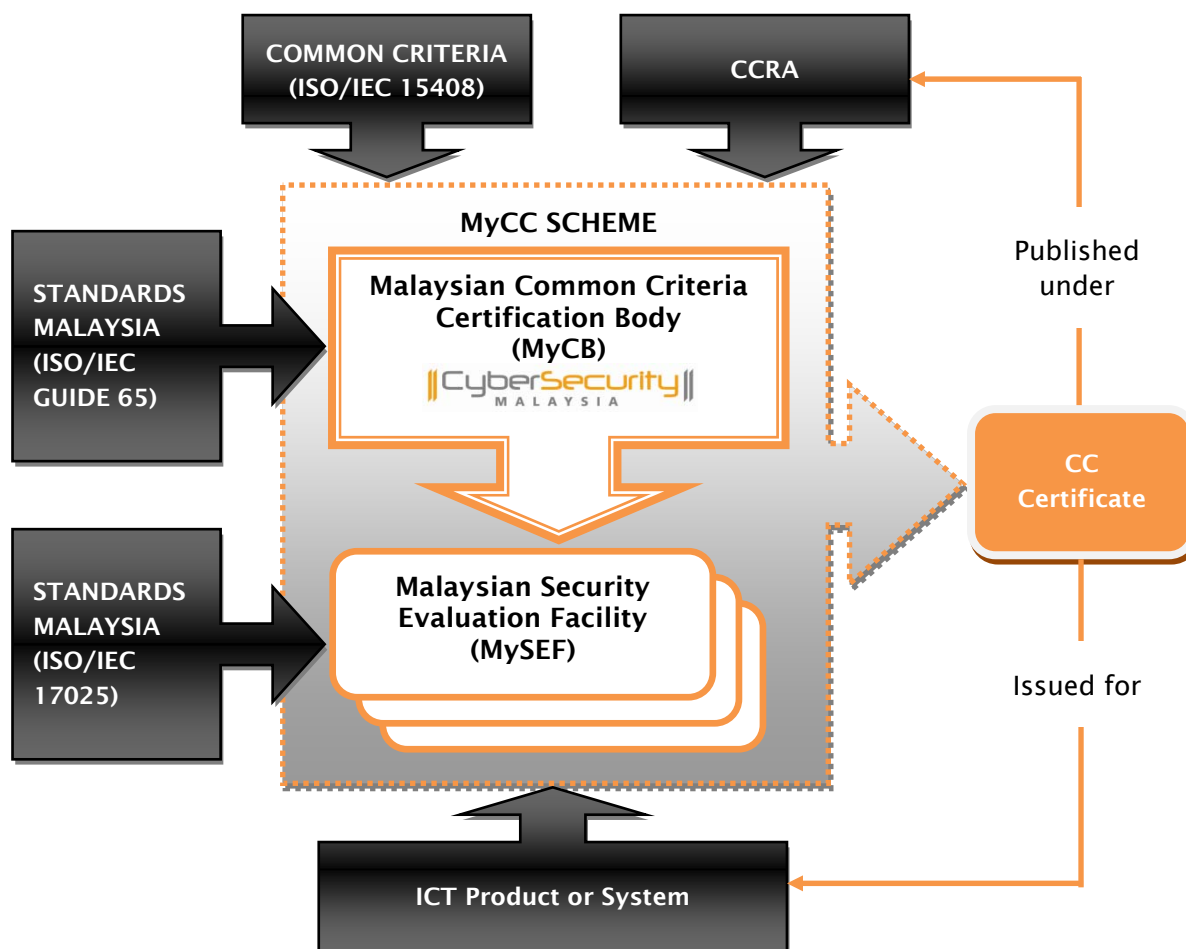 COMMON CRITERIA
(ISO/IEC 15408)
CCRA
MyCC SCHEME
Malaysian Common Criteria
Certification Body
(MyCB)
CyberSecurity
MALAYSIA
STANDARDS
MALAYSIA
(ISO/IEC
GUIDE 65)
Published
under
CC
Certificate
STANDARDS
MALAYSIA
(ISO/IEC
17025)
Malaysian Security
Evaluation Facility
(MySEF)
Issued for
ICT Product or System